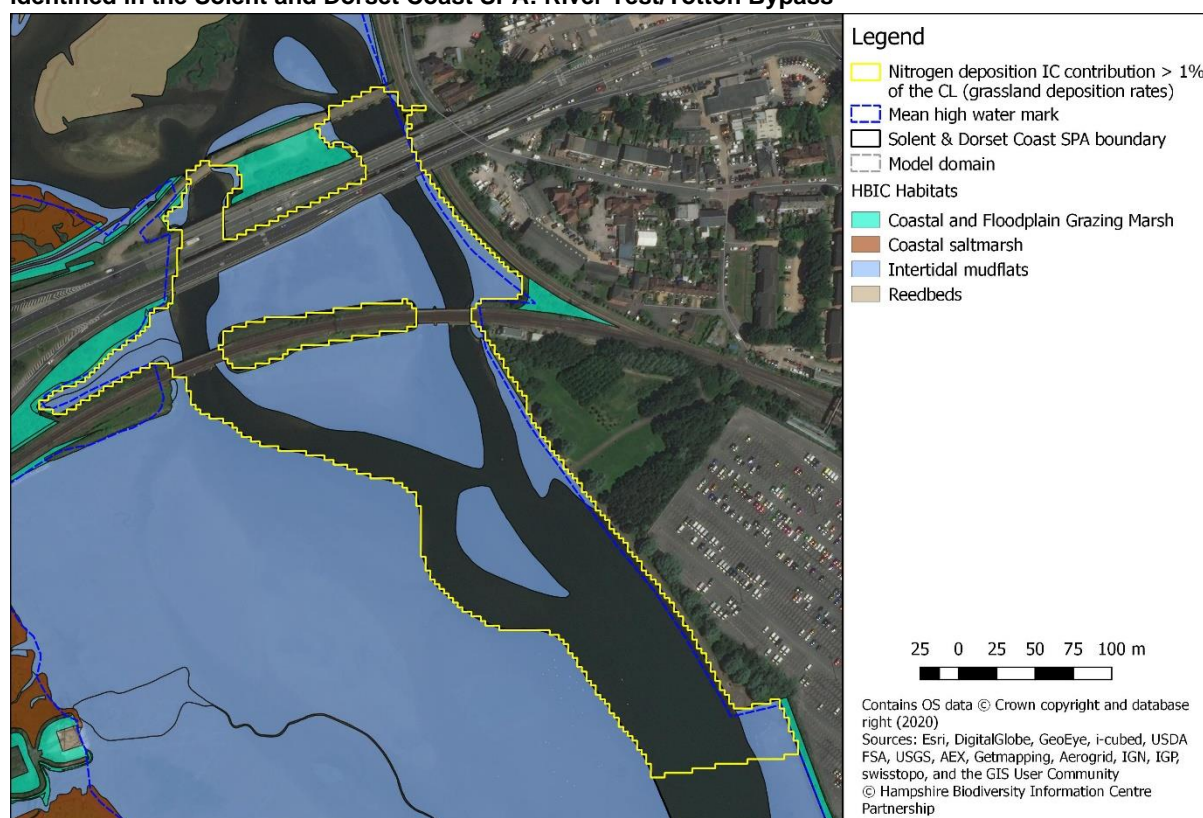 Identified in the Solent and Dorset Coast SPA: River Test/Totton Bypass
Legend
Nitrogen deposition IC contribution > 1%
of the CL (grassland deposition rates)
Mean high water mark
Solent & Dorset Coast SPA boundary
Model domain
HBIC Habitats
Coastal and Floodplain Grazing Marsh
Coastal saltmarsh
Intertidal mudflats
Reedbeds
25 0 25 50 75 100 m
Contains OS data © Crown copyright and database
right (2020)
Sources: Esri, DigitalGlobe, GeoEye, i-cubed, USDA
FSA, USGS, AEX, Getmapping, Aerogrid, IGN, IGP,
swisstopo, and the GIS User Community
© Hampshire Biodiversity Information Centre
Partnership